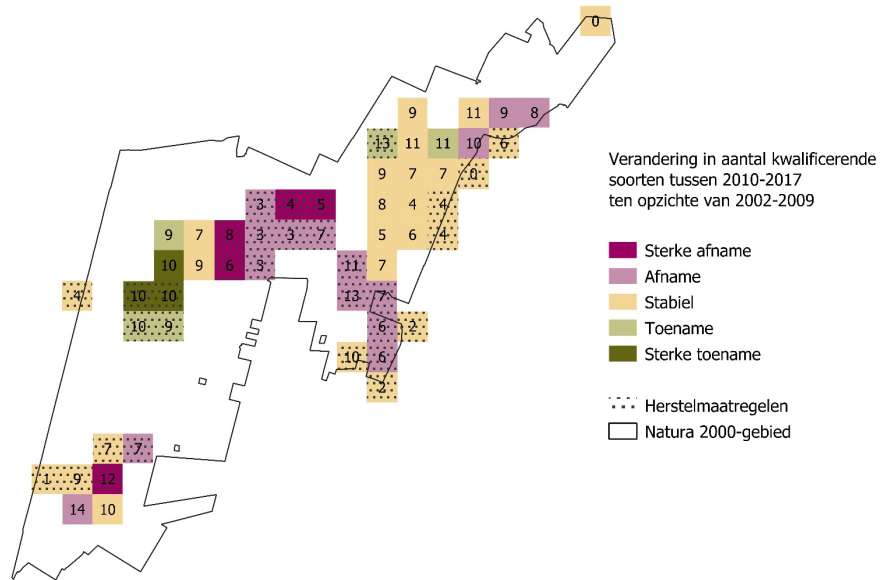 0
9 11 9 8
13 11 11 10 6
9 7 7 0
3 4 5 8 4 4
9 7 8 3 3 7 5 6 4
10 9 6 3 11 7
4 10 10 13 7
10 9 6 2
10 6
2
7 7
1 9 12
14 10
Verandering in aantal kwalificerende
soorten tussen 2010-2017
ten opzichte van 2002-2009
Sterke afname
Afname
Stabiel
Toename
Sterke toename
Herstelmaatregelen
Natura 2000-gebied